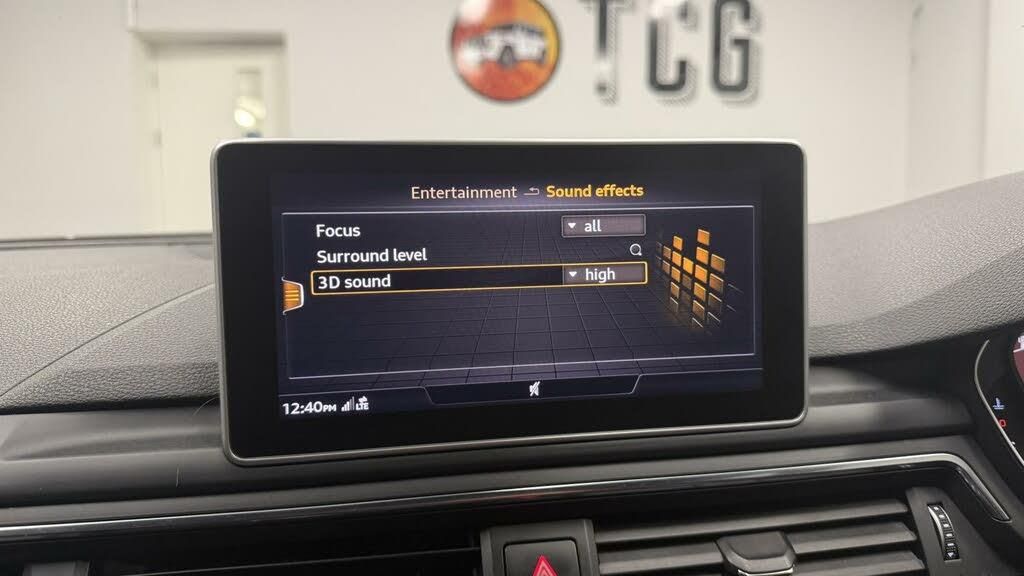 TCG
Entertainment Sound effects
Focus all
Surround level
3D sound high
12:40PM LTE